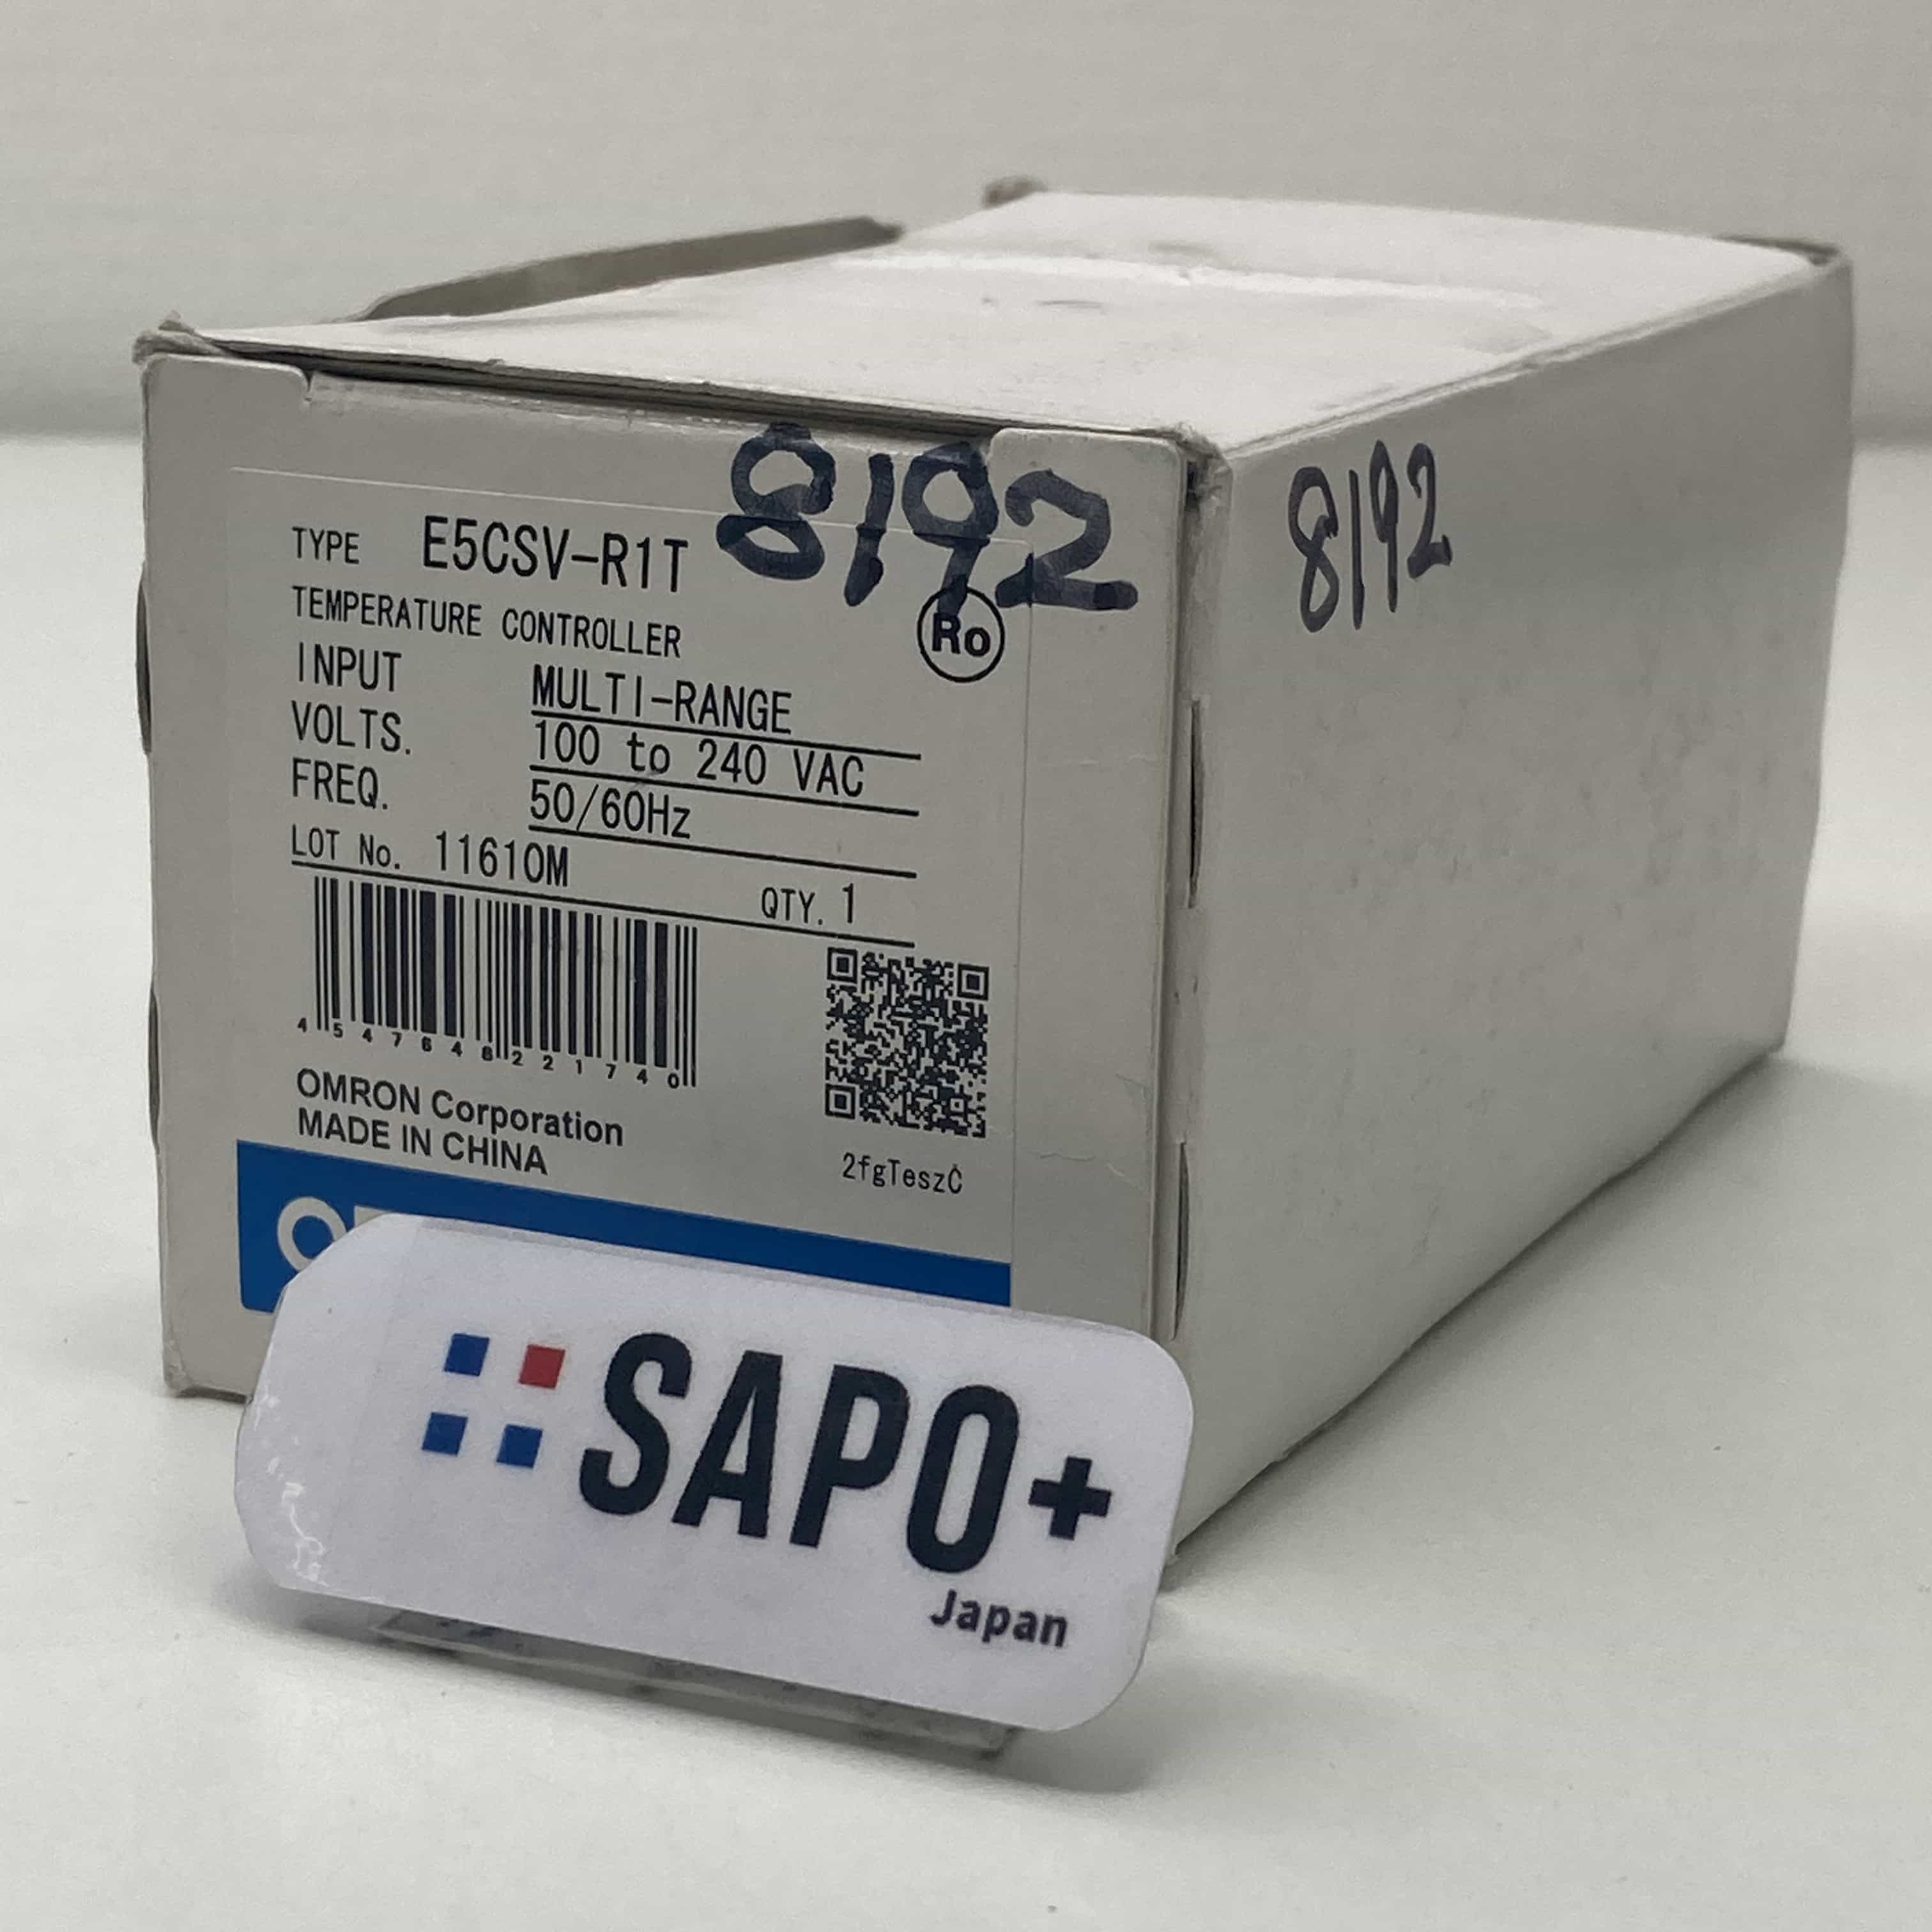 8192
8192
TYPE E5CSV-R1T
TEMPERATURE CONTROLLER
Ro
INPUT MULTI-RANGE
VOLTS. 100 to 240 VAC
FREQ. 50/60Hz
LOT No. 11610M
QTY. 1
4547648221740
OMRON Corporation
MADE IN CHINA
2fgTeszC
SAPO+
Japan